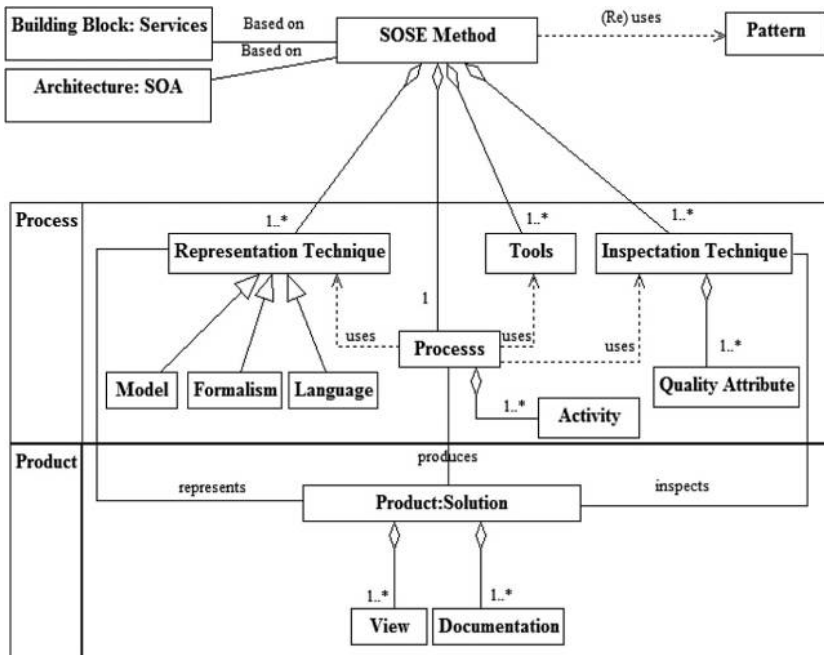 Building Block: Services
Based on
SOSE Method
(Re) uses
Pattern
Based on
Architecture: SOA
Process
1..*
1..*
1..*
Representation Technique
Tools
Inspectation Technique
1
uses
uses
uses
Processs
1..*
Model
Formalism
Language
1..*
Quality Attribute
Activity
Product
produces
represents
inspects
Product:Solution
1..*
1..*
View
Documentation